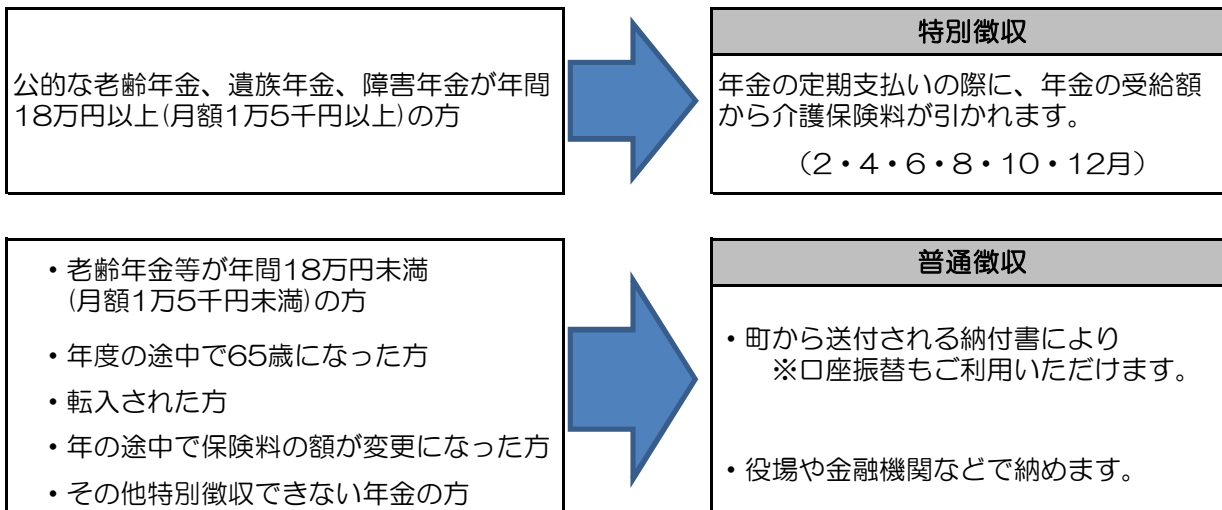 公的な老齢年金、遺族年金、障害年金が年間
18万円以上(月額1万5千円以上)の方
特別徴収
年金の定期支払いの際に、年金の受給額
から介護保険料が引かれます。
（2・4・6・8・10・12月）
・老齢年金等が年間18万円未満
(月額1万5千円未満)の方
・年度の途中で65歳になった方
・転入された方
・年の途中で保険料の額が変更になった方
・その他特別徴収できない年金の方
普通徴収
・町から送付される納付書により
※口座振替もご利用いただけます。
・役場や金融機関などで納めます。